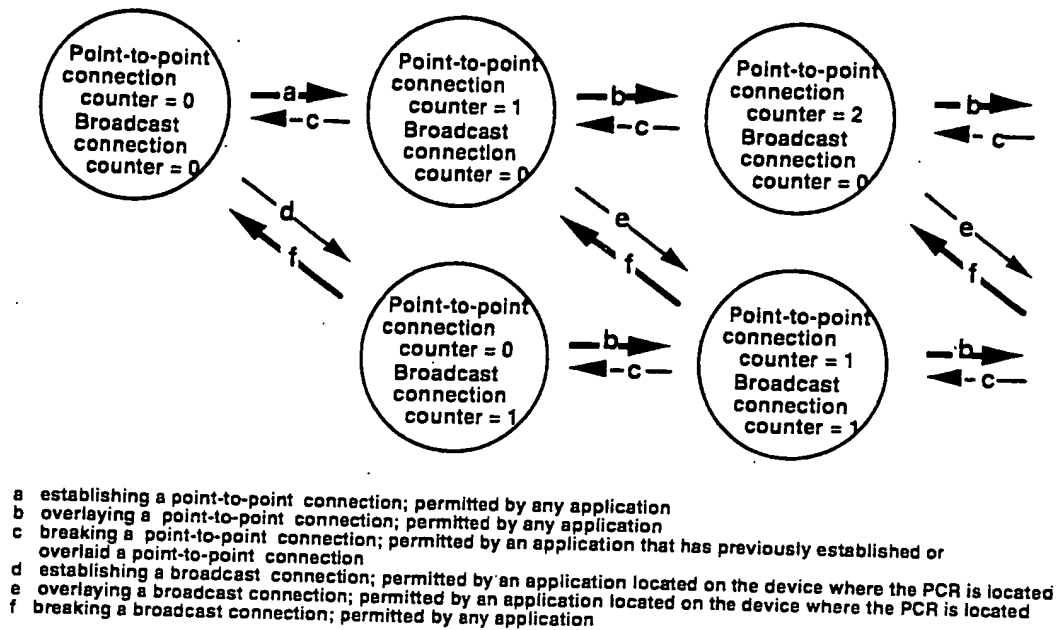 Point-to-point
connection
counter = 0
Broadcast
connection
counter = 0
a
c
Point-to-point
connection
counter = 1
Broadcast
connection
counter = 0
b
c
Point-to-point
connection
counter = 2
Broadcast
connection
counter = 0
b
c
d
f
e
f
e
f
Point-to-point
connection
counter = 0
Broadcast
connection
counter = 1
b
c
Point-to-point
connection
counter = 1
Broadcast
connection
counter = 1
b
c
a establishing a point-to-point connection; permitted by any application
b overlaying a point-to-point connection; permitted by any application
c breaking a point-to-point connection; permitted by an application that has previously established or
overlaid a point-to-point connection
d establishing a broadcast connection; permitted by an application located on the device where the PCR is located
e overlaying a broadcast connection; permitted by an application located on the device where the PCR is located
f breaking a broadcast connection; permitted by any application